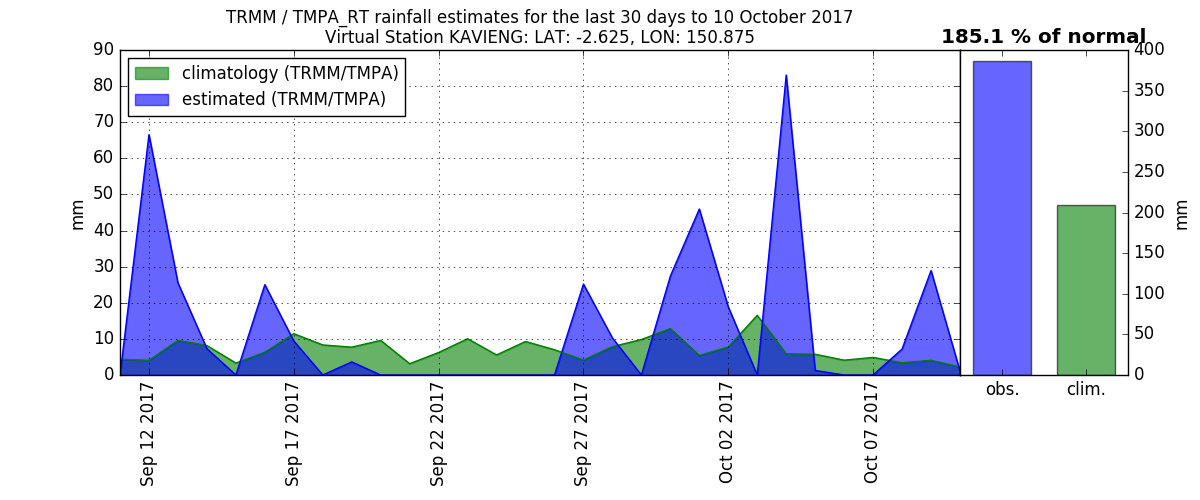 TRMM / TMPA_RT rainfall estimates for the last 30 days to 10 October 2017
Virtual Station KAVIENG: LAT: -2.625, LON: 150.875
185.1 % of normal
climatology (TRMM/TMPA)
estimated (TRMM/TMPA)
90
80
70
60
50
40
30
20
10
0
mm
Sep 12 2017
Sep 17 2017
Sep 22 2017
Sep 27 2017
Oct 02 2017
Oct 07 2017
obs.
clim.
400
350
300
250
200
150
100
50
0
mm